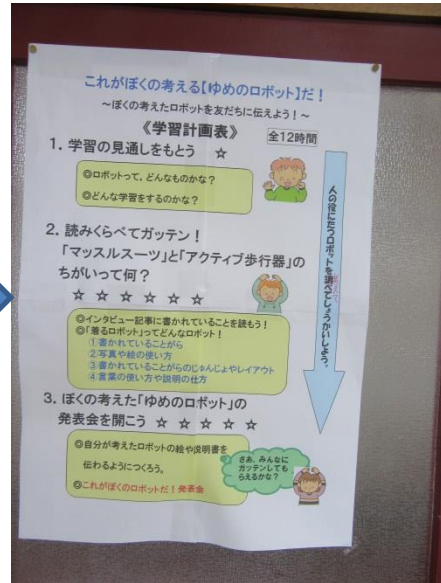 これがぼくの考える【ゆめのロボット】だ!
~ぼくの考えたロボットを友だちに伝えよう!~
《学習計画表》 全12時間
1. 学習の見通しをもとう ☆
◎ロボットって,どんなものかな?
◎どんな学習をするのかな?
2. 読みくらべてガッテン!
「マッスルスーツ」と「アクティブ歩行器」の
ちがいって何?
☆ ☆ ☆ ☆ ☆ ☆
◎インタビュー記事に書かれていることを読もう!
◎「着るロボット」ってどんなロボット!
①書かれていることがら
②写真や絵の使い方
③書かれていることがらのじゅんじょやレイアウト
④言葉の使い方や説明の仕方
3. ぼくの考えた「ゆめのロボット」の
発表会を開こう ☆ ☆ ☆ ☆ ☆
◎自分が考えたロボットの絵や説明書を
伝わるようにつくろう。
◎これがぼくのロボットだ!発表会
さあ、みんなに
ガッテンしても
らえるかな?
人の役にたつロボットを調べてしょうかいしよう。